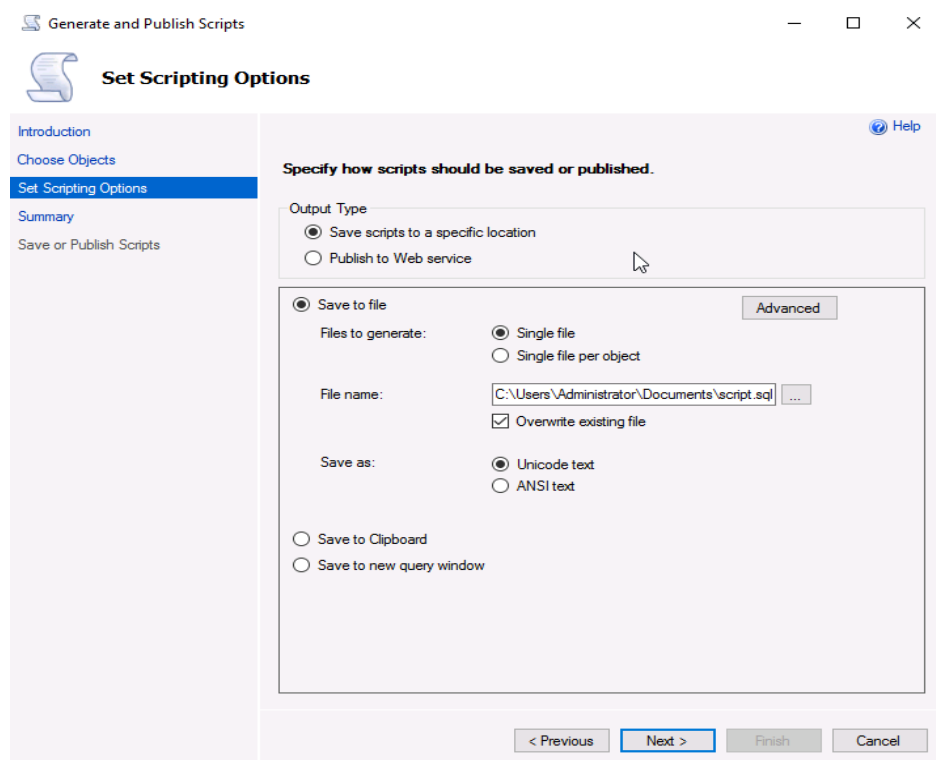 Generate and Publish Scripts
Set Scripting Options
Introduction
Choose Objects
Set Scripting Options
Summary
Save or Publish Scripts
Help
Specify how scripts should be saved or published.
Output Type
Save scripts to a specific location
Publish to Web service
Save to file
Advanced
Files to generate:
Single file
Single file per object
File name:
C:\Users\Administrator\Documents\script.sql
...
Overwrite existing file
Save as:
Unicode text
ANSI text
Save to Clipboard
Save to new query window
< Previous
Next >
Finish
Cancel